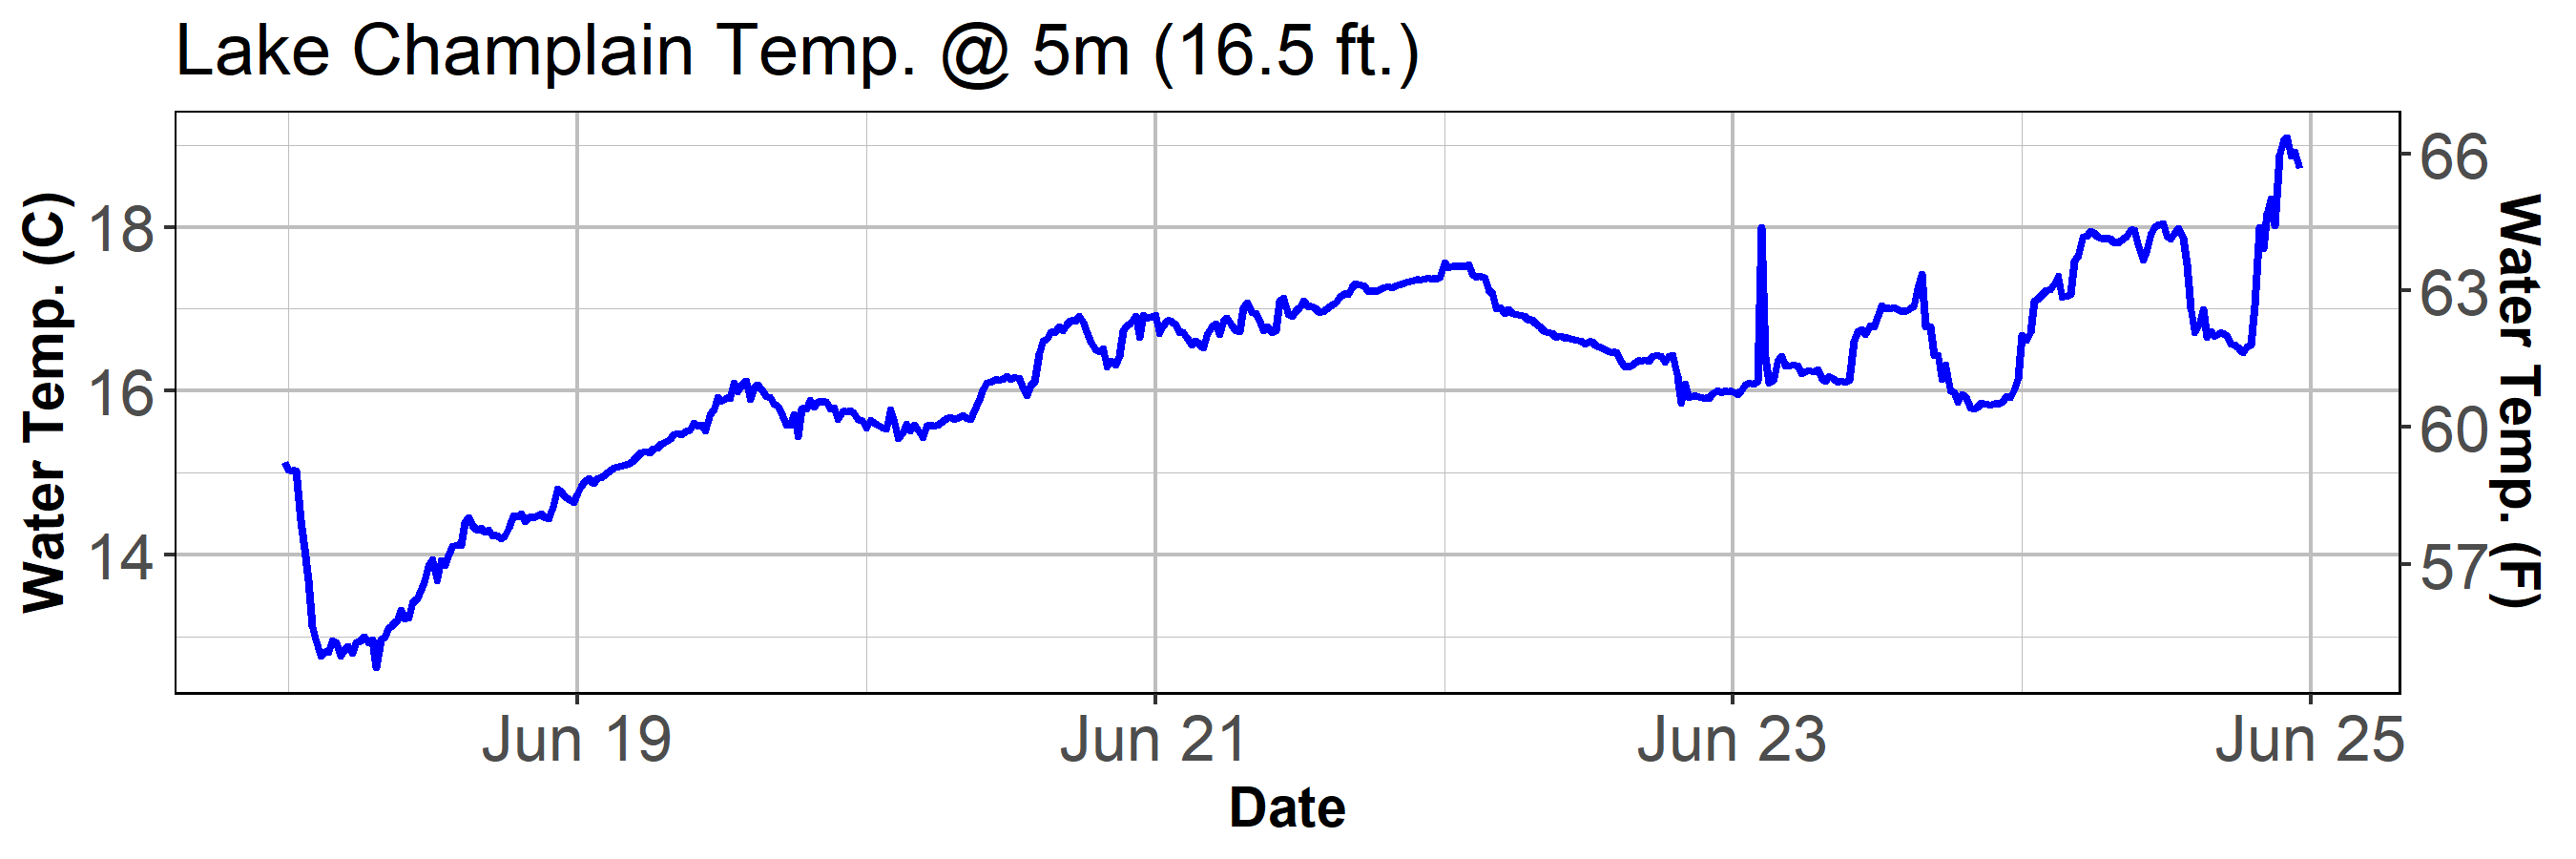 Lake Champlain Temp. @ 5m (16.5 ft.)
Water Temp. (C)
18
16
14
66
63
60
57
Water Temp. (F)
Jun 19 Jun 21 Jun 23 Jun 25
Date